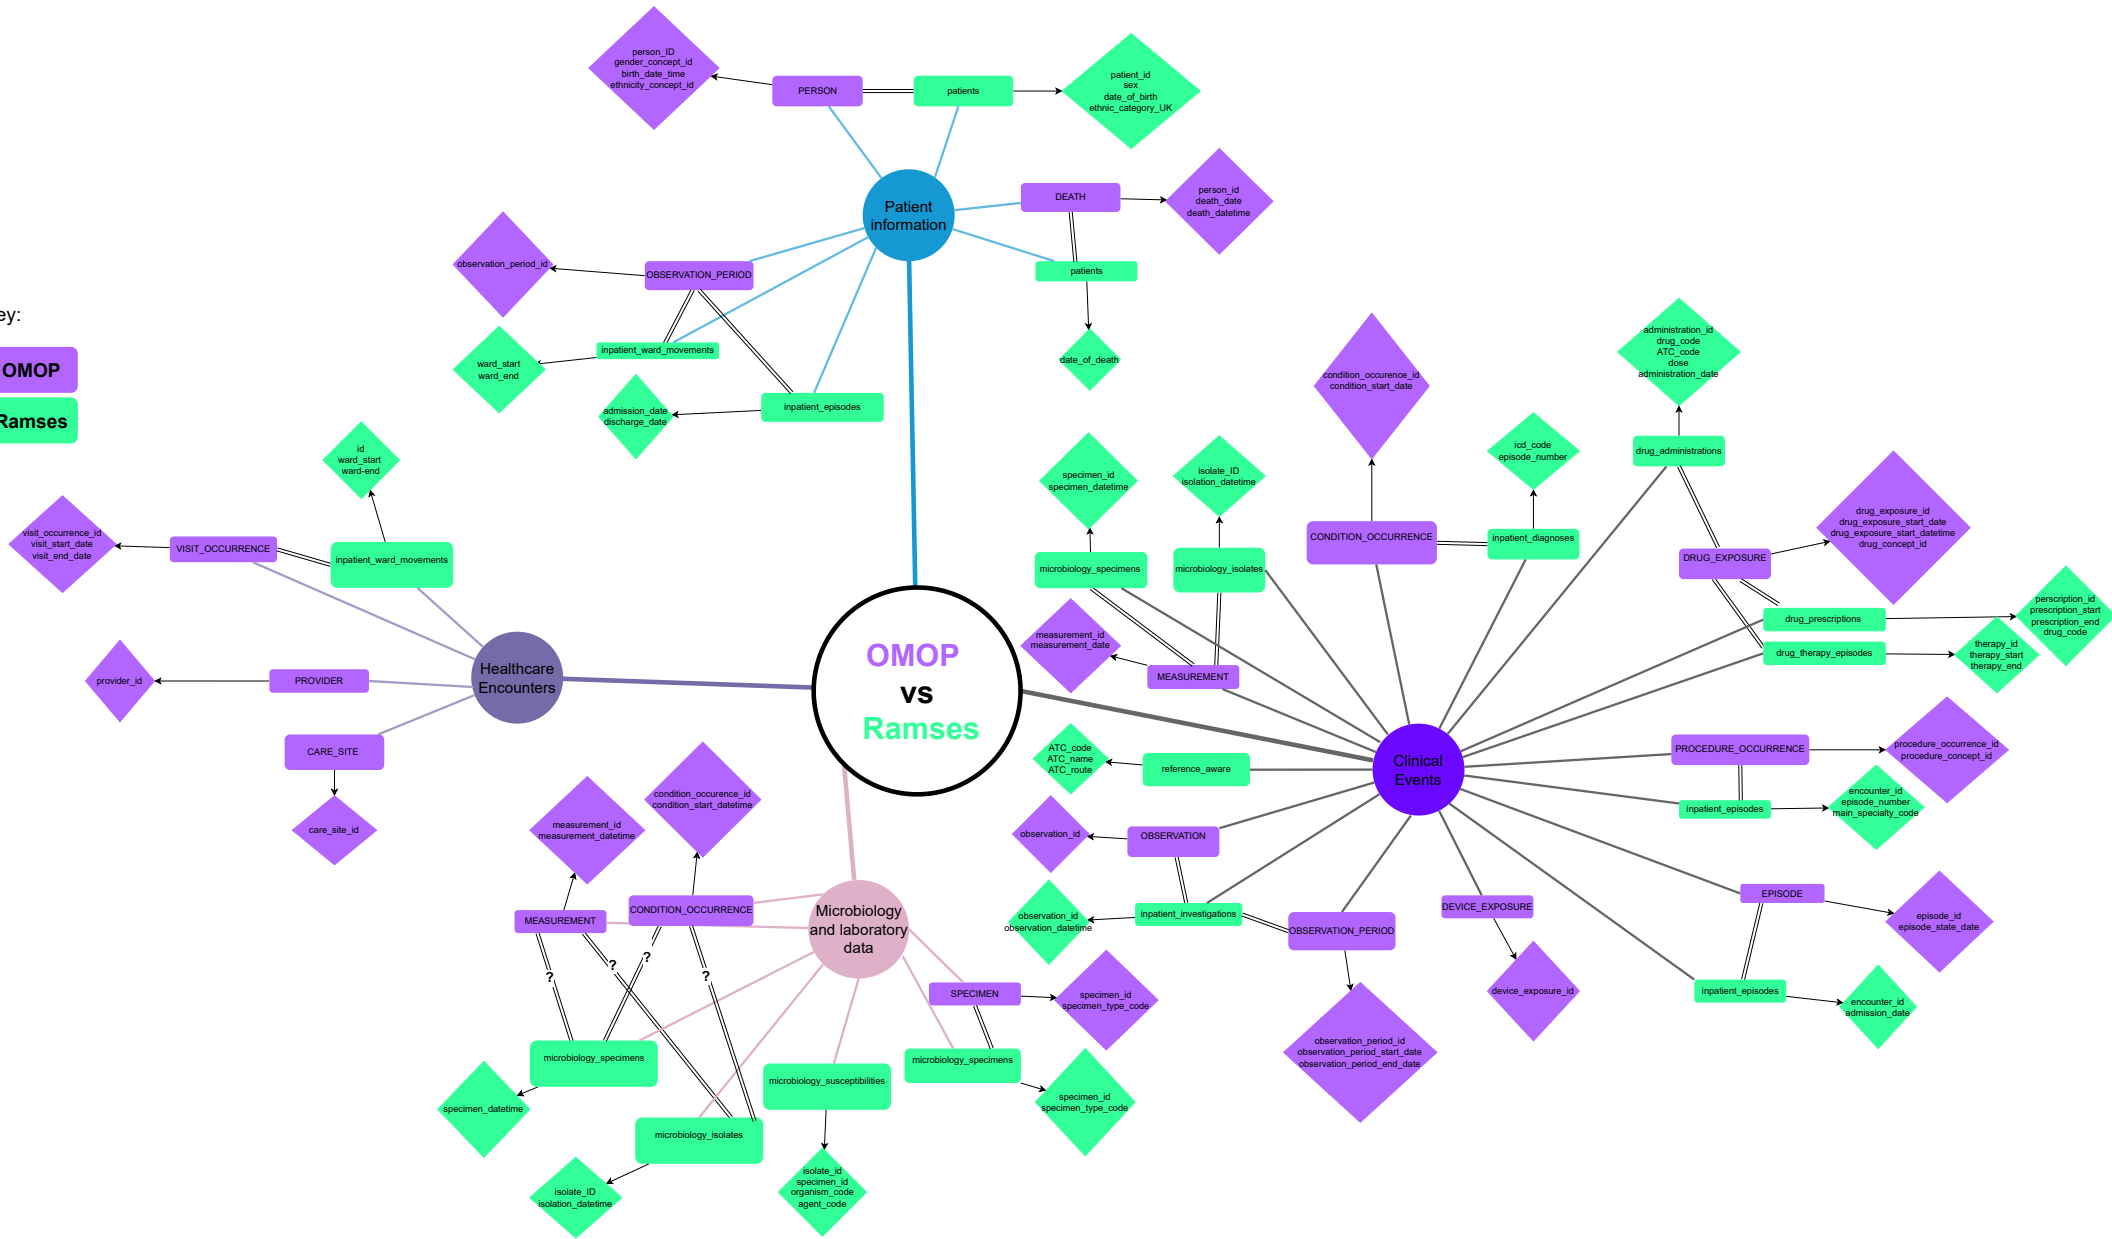 person_ID
gender_concept_id
birth_date_time
ethnicity_concept_id
PERSON
patients
patient_id
sex
date_of_birth
ethnic_category_UK
Patient
information
DEATH
person_id
death_date
death_datetime
patients
date_of_death
observation_period_id
OBSERVATION_PERIOD
inpatient_ward_movements
ward_start
ward_end
inpatient_episodes
admission_date
discharge_date
ey:
OMOP
Ramses
id
ward_start
ward-end
visit_occurrence_id
visit_start_date
visit_end_date
VISIT_OCCURRENCE
inpatient_ward_movements
Healthcare
Encounters
provider_id
PROVIDER
CARE_SITE
care_site_id
OMOP
vs
Ramses
specimen_id
specimen_datetime
isolate_ID
isolation_datetime
microbiology_specimens
microbiology_isolates
measurement_id
measurement_date
MEASUREMENT
condition_occurence_id
condition_start_date
CONDITION_OCCURRENCE
icd_code
episode_number
inpatient_diagnoses
administration_id
drug_code
ATC_code
dose
administration_date
drug_administrations
drug_exposure_id
drug_exposure_start_date
drug_exposure_start_datetime
drug_concept_id
DRUG_EXPOSURE
drug_prescriptions
perscription_id
prescription_start
prescription_end
drug_code
drug_therapy_episodes
therapy_id
therapy_start
therapy_end
Clinical
Events
ATC_code
ATC_name
ATC_route
reference_aware
PROCEDURE_OCCURRENCE
procedure_occurrence_id
procedure_concept_id
inpatient_episodes
encounter_id
episode_number
main_specialty_code
observation_id
OBSERVATION
observation_id
observation_datetime
inpatient_investigations
OBSERVATION_PERIOD
observation_period_id
observation_period_start_date
observation_period_end_date
DEVICE_EXPOSURE
device_exposure_id
EPISODE
episode_id
episode_state_date
inpatient_episodes
encounter_id
admission_date
measurement_id
measurement_datetime
condition_occurence_id
condition_start_datetime
MEASUREMENT
CONDITION_OCCURRENCE
Microbiology
and laboratory
data
?
?
?
?
SPECIMEN
specimen_id
specimen_type_code
microbiology_specimens
specimen_datetime
microbiology_isolates
isolate_ID
isolation_datetime
microbiology_susceptibilities
isolate_id
specimen_id
organism_code
agent_code
microbiology_specimens
specimen_id
specimen_type_code